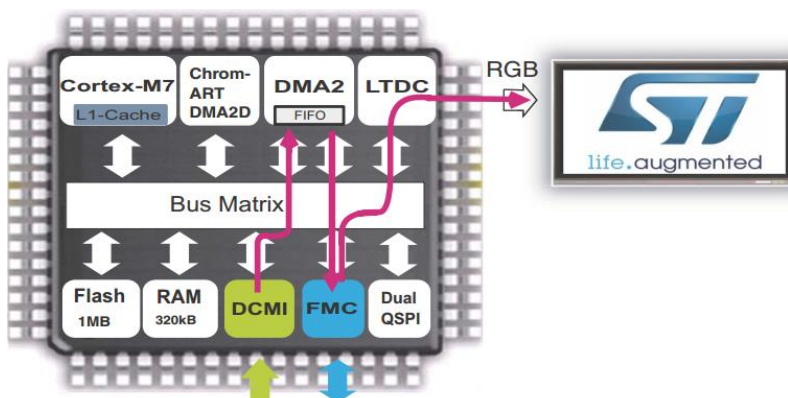 Cortex-M7
L1-Cache
Chrom-
ART
DMA2D
DMA2
FIFO
LTDC
RGB
ST
life.augmented
Bus Matrix
Flash
1MB
RAM
320kB
DCMI
FMC
Dual
QSPI